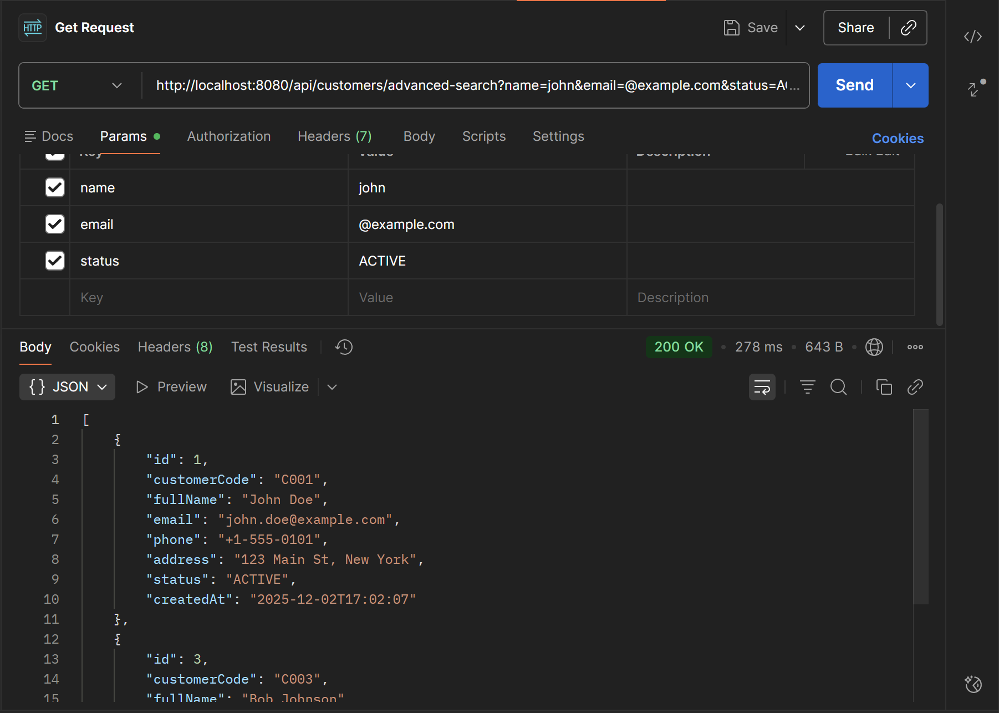 HTTP Get Request Save Share
GET http://localhost:8080/api/customers/advanced-search?name=john&email=@example.com&status=A... Send
Docs Params Authorization Headers (7) Body Scripts Settings Cookies
Key Value Description Bulk Edit
name john
email @example.com
status ACTIVE
Key Value Description
Body Cookies Headers (8) Test Results 200 OK • 278 ms • 643 B •
{} JSON Preview Visualize
1 [
2 {
3 "id": 1,
4 "customerCode": "C001",
5 "fullName": "John Doe",
6 "email": "john.doe@example.com",
7 "phone": "+1-555-0101",
8 "address": "123 Main St, New York",
9 "status": "ACTIVE",
10 "createdAt": "2025-12-02T17:02:07"
11 },
12 {
13 "id": 3,
14 "customerCode": "C003",
15 "fullName": "Bob Johnson"